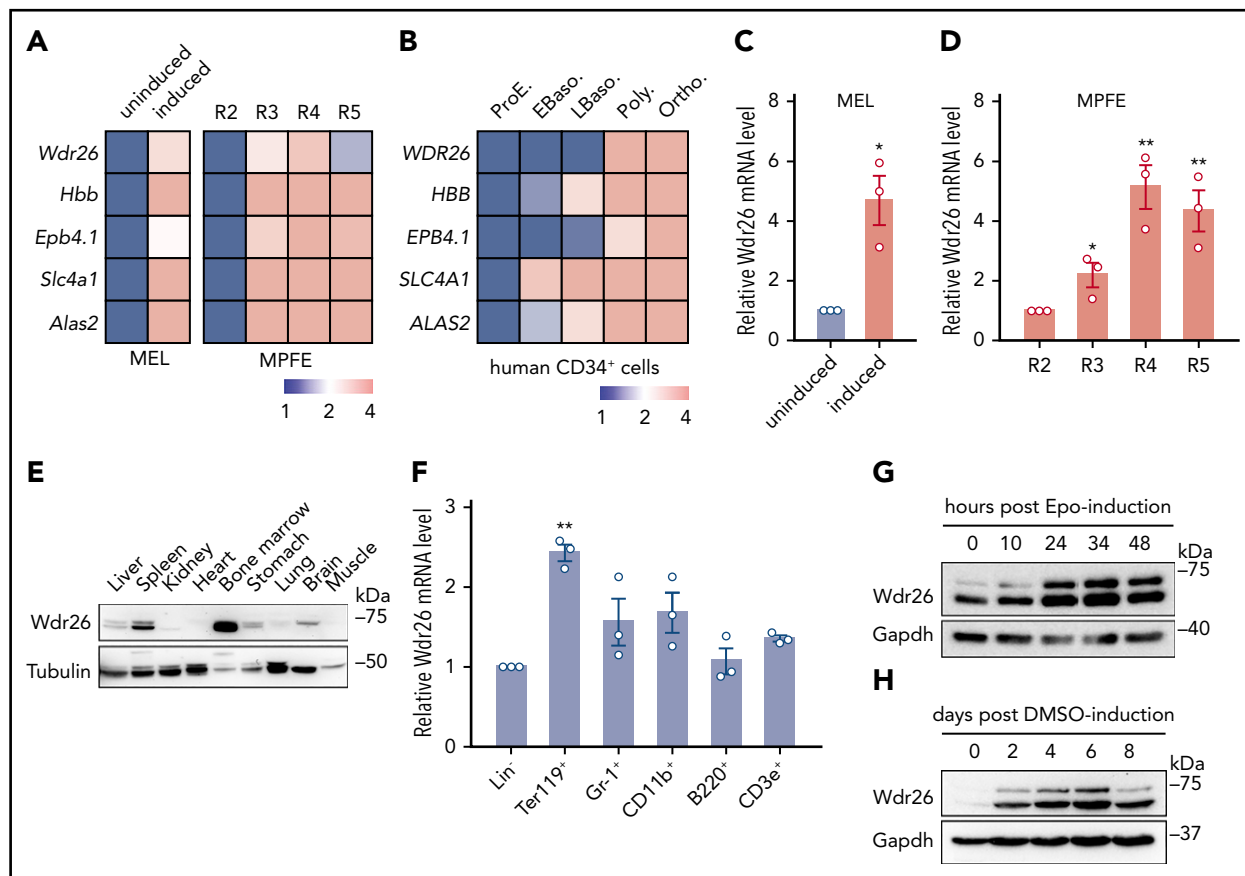 A
uninduced
induced
R2 R3 R4 R5
Wdr26
Hbb
Epb4.1
Slc4a1
Alas2
MEL
MPFE
1 2 4
B
ProE.
EBaso.
LBaso.
Poly.
Ortho.
WDR26
HBB
EPB4.1
SLC4A1
ALAS2
human CD34+ cells
1 2 4
C
MEL
Relative Wdr26 mRNA level
8
6
4
2
0
*
uninduced
induced
D
MPFE
Relative Wdr26 mRNA level
8
6
4
2
0
*
**
**
R2 R3 R4 R5
E
Liver
Spleen
Kidney
Heart
Bone marrow
Stomach
Lung
Brain
Muscle
kDa
Wdr26
–75
Tubulin
–50
F
Relative Wdr26 mRNA level
3
2
1
0
**
Lin-
Ter119+
Gr-1+
CD11b+
B220+
CD3e+
G
hours post Epo-induction
0 10 24 34 48
kDa
–75
Wdr26
Gapdh
–40
H
days post DMSO-induction
0 2 4 6 8
kDa
–75
Wdr26
Gapdh
–37